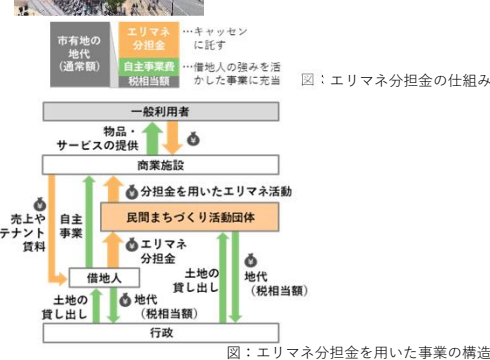 市有地の
地代
(通常額)
エリマネ
分担金
自主事業費
税相当額
…キャッセン
に託す
…借地人の強みを活
かした事業に充当
図：エリマネ分担金の仕組み
一般利用者
物品・
サービスの提供
¥
商業施設
¥
売上や
テナント
賃料
自主
事業
¥ 分担金を用いたエリマネ活動
民間まちづくり活動団体
¥ エリマネ
分担金
借地人
土地の
貸し出し
¥ 地代
(税相当額)
土地の
貸し出し
¥
地代
(税相当額)
行政
図：エリマネ分担金を用いた事業の構造